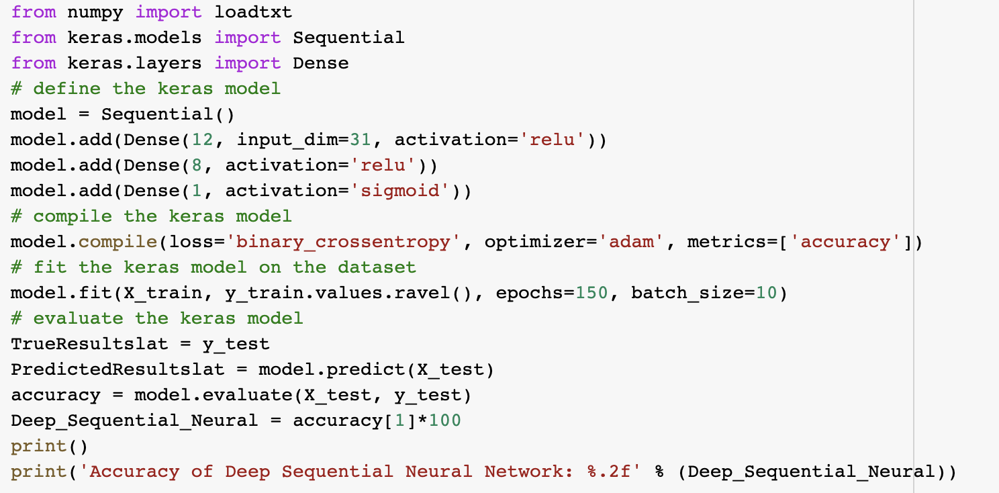 from numpy import loadtxt
from keras.models import Sequential
from keras.layers import Dense
# define the keras model
model = Sequential()
model.add(Dense(12, input_dim=31, activation='relu'))
model.add(Dense(8, activation='relu'))
model.add(Dense(1, activation='sigmoid'))
# compile the keras model
model.compile(loss='binary_crossentropy', optimizer='adam', metrics=['accuracy'])
# fit the keras model on the dataset
model.fit(X_train, y_train.values.ravel(), epochs=150, batch_size=10)
# evaluate the keras model
TrueResultslat = y_test
PredictedResultslat = model.predict(X_test)
accuracy = model.evaluate(X_test, y_test)
Deep_Sequential_Neural = accuracy[1]*100
print()
print('Accuracy of Deep Sequential Neural Network: %.2f' % (Deep_Sequential_Neural))